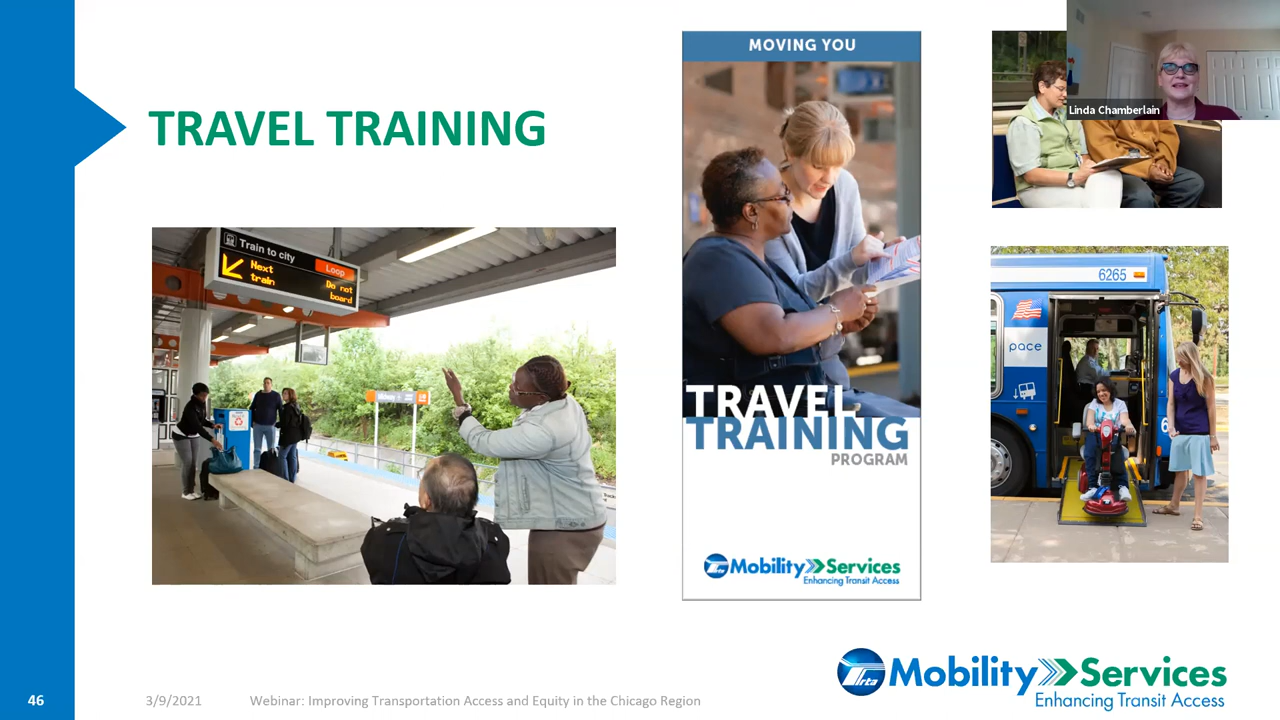 MOVING YOU
Linda Chamberlain
TRAVEL TRAINING
Train to city
Loop
Next
train
Do not
board
6265
pace
TRAVEL
TRAINING
PROGRAM
rta Mobility Services
Enhancing Transit Access
rta Mobility Services
Enhancing Transit Access
46
3/9/2021
Webinar: Improving Transportation Access and Equity in the Chicago Region